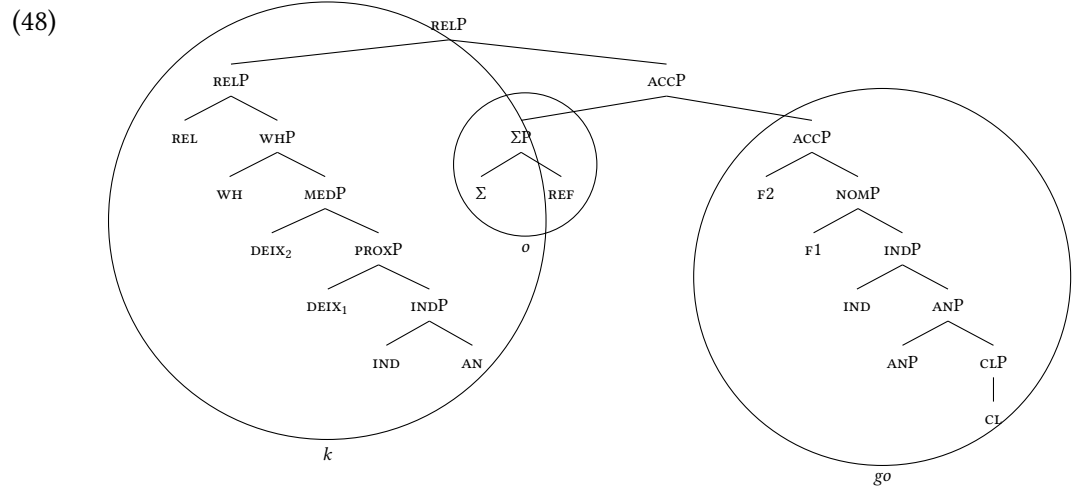 (48)
RELP
RELP ACCP
REL WHP ΣP ACCP
WH MEDP Σ REF F2 NOMP
DEIX₂ PROXP o F1 INDP
DEIX₁ INDP IND ANP
IND AN ANP CLP
CL
k
go